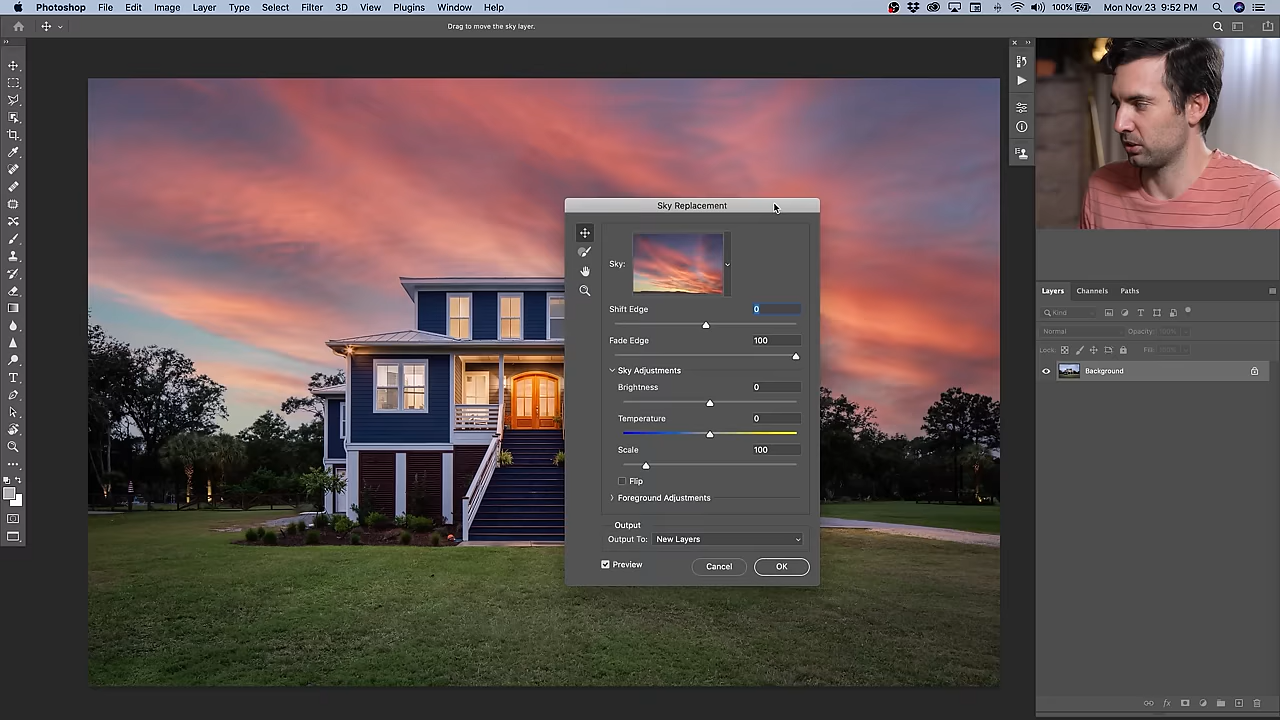 Photoshop File Edit Image Layer Type Select Filter 3D View Plugins Window Help 100% Mon Nov 23 9:52 PM
Drag to move the sky layer.
Sky Replacement
Sky:
Shift Edge 0
Fade Edge 100
Sky Adjustments
Brightness 0
Temperature 0
Scale 100
Flip
Foreground Adjustments
Output
Output To: New Layers
Preview Cancel OK
Layers Channels Paths
Kind
Normal Opacity: 100%
Lock: Fill: 100%
Background
fx